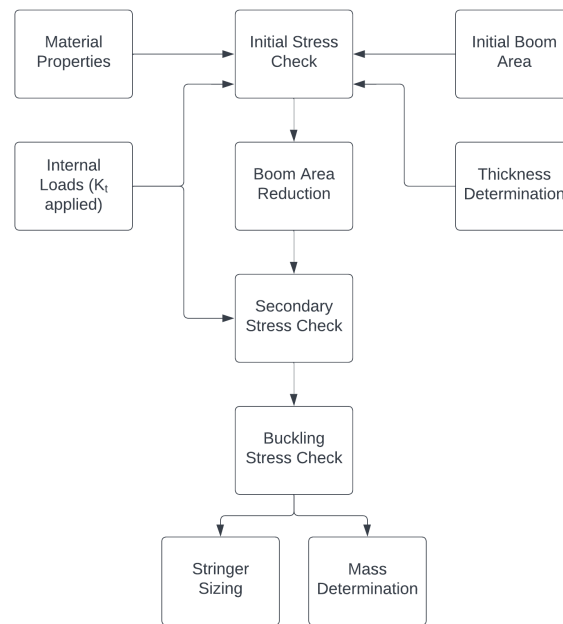 Material
Properties
Initial Stress
Check
Initial Boom
Area
Internal
Loads (Kt
applied)
Boom Area
Reduction
Thickness
Determination
Secondary
Stress Check
Buckling
Stress Check
Stringer
Sizing
Mass
Determination